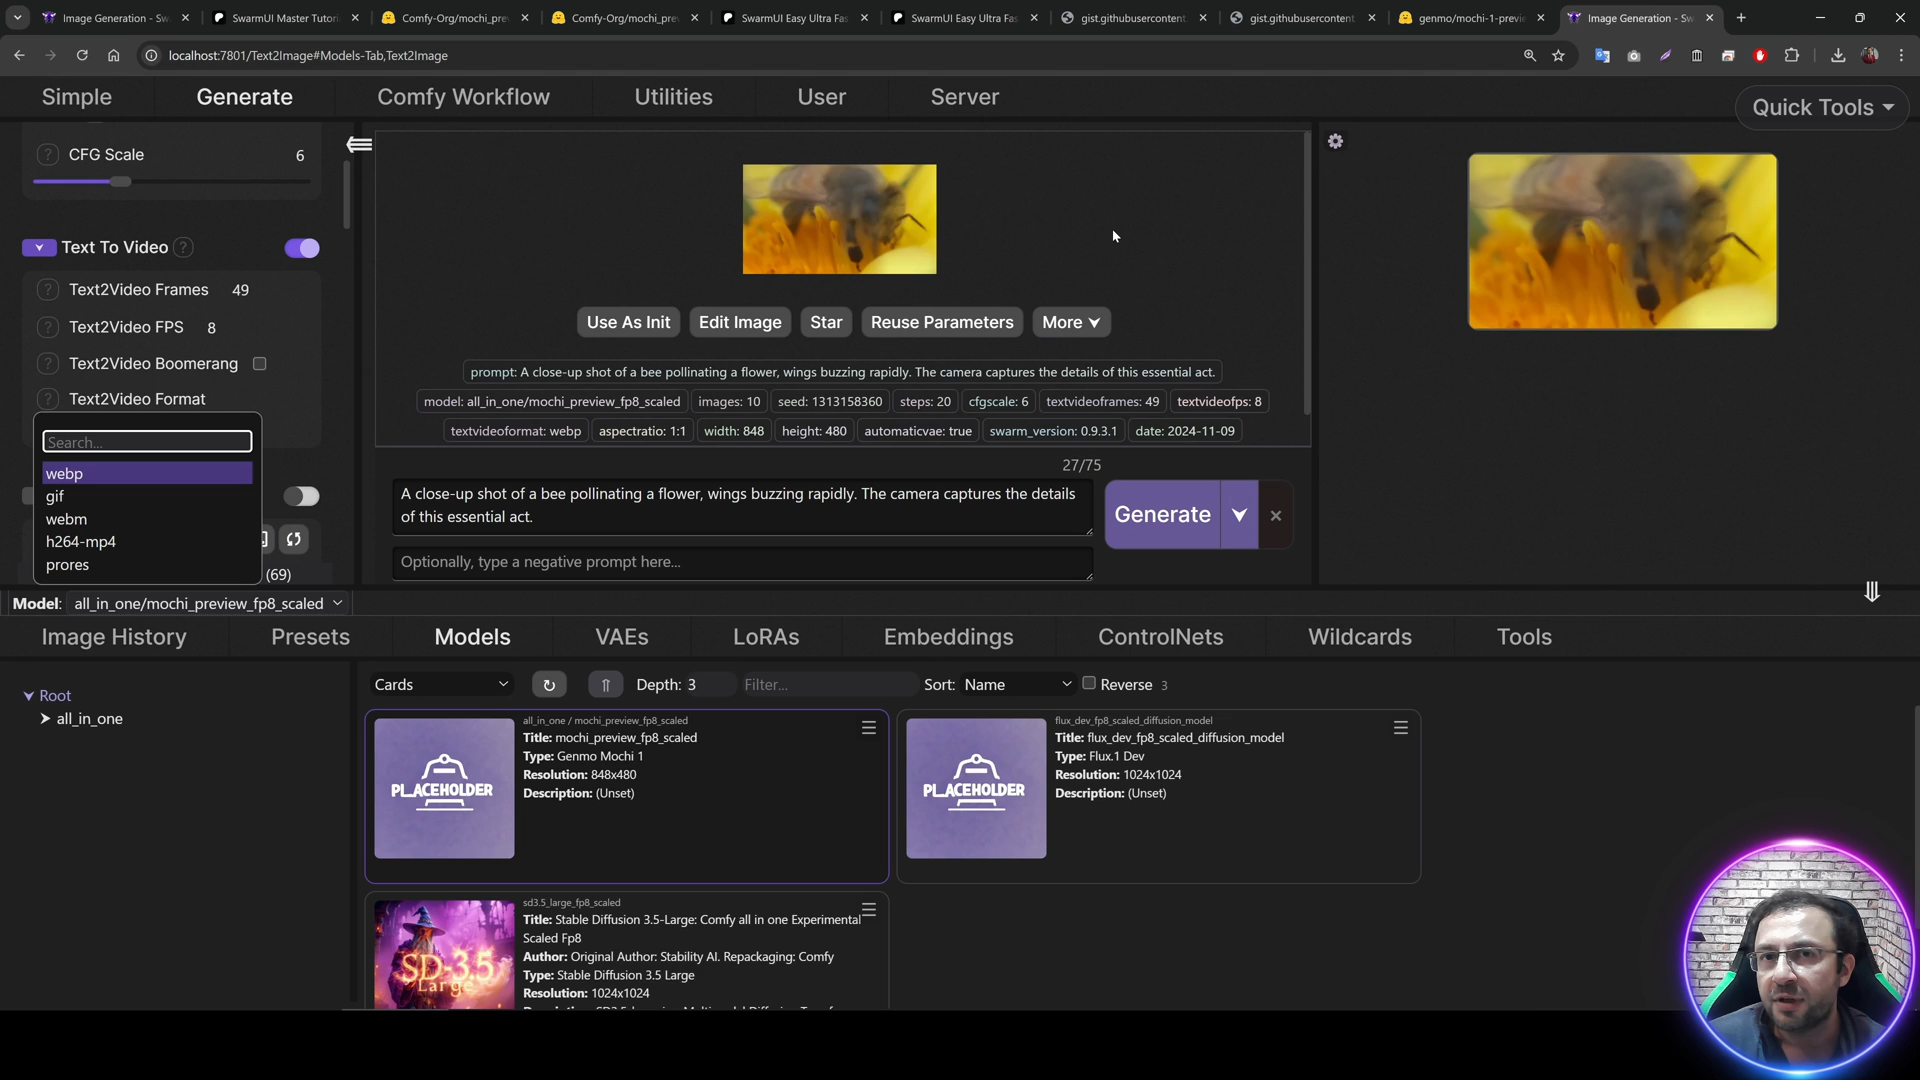 Image Generation - Sw
SwarmUI Master Tutori
Comfy-Org/mochi_pre
Comfy-Org/mochi_pre
SwarmUI Easy Ultra Fa
SwarmUI Easy Ultra Fa
gist.githubusercontent.
gist.githubusercontent
genmo/mochi-1-previ
Image Generation - Sw
localhost:7801/Text2Image#Models-Tab,Text2Image
Simple
Generate
Comfy Workflow
Utilities
User
Server
Quick Tools
CFG Scale
6
Text To Video
Text2Video Frames 49
Text2Video FPS 8
Text2Video Boomerang
Text2Video Format
Search...
webp
gif
webm
h264-mp4
prores
(69)
Use As Init
Edit Image
Star
Reuse Parameters
More
prompt: A close-up shot of a bee pollinating a flower, wings buzzing rapidly. The camera captures the details of this essential act.
model: all_in_one/mochi_preview_fp8_scaled
images: 10
seed: 1313158360
steps: 20
cfgscale: 6
textvideoframes: 49
textvideofps: 8
textvideoformat: webp
aspectratio: 1:1
width: 848
height: 480
automaticvae: true
swarm_version: 0.9.3.1
date: 2024-11-09
27/75
A close-up shot of a bee pollinating a flower, wings buzzing rapidly. The camera captures the details
of this essential act.
Optionally, type a negative prompt here...
Generate
Model: all_in_one/mochi_preview_fp8_scaled
Image History
Presets
Models
VAEs
LoRAs
Embeddings
ControlNets
Wildcards
Tools
Root
all_in_one
Cards
Depth: 3
Filter...
Sort: Name
Reverse 3
PLACEHOLDER
all_in_one / mochi_preview_fp8_scaled
Title: mochi_preview_fp8_scaled
Type: Genmo Mochi 1
Resolution: 848x480
Description: (Unset)
PLACEHOLDER
flux_dev_fp8_scaled_diffusion_model
Title: flux_dev_fp8_scaled_diffusion_model
Type: Flux.1 Dev
Resolution: 1024x1024
Description: (Unset)
SD-3.5
Large
sd3.5_large_fp8_scaled
Title: Stable Diffusion 3.5-Large: Comfy all in one Experimental
Scaled Fp8
Author: Original Author: Stability AI. Repackaging: Comfy
Type: Stable Diffusion 3.5 Large
Resolution: 1024x1024